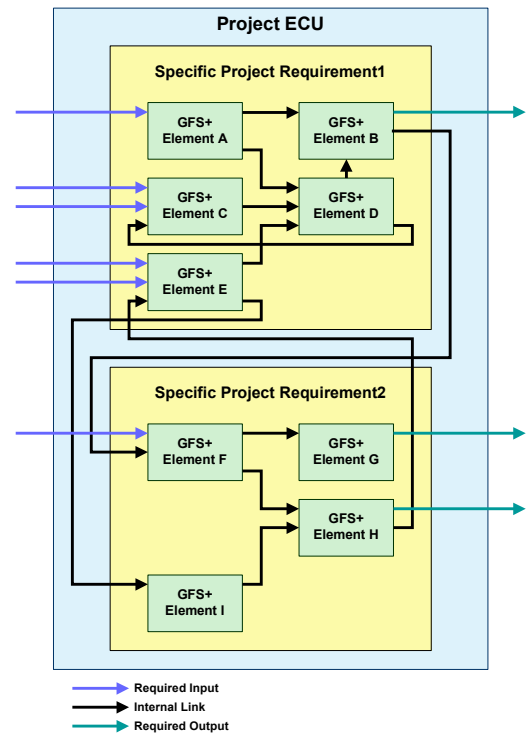 Project ECU
Specific Project Requirement1
GFS+
Element A
GFS+
Element B
GFS+
Element C
GFS+
Element D
GFS+
Element E
Specific Project Requirement2
GFS+
Element F
GFS+
Element G
GFS+
Element H
GFS+
Element I
Required Input
Internal Link
Required Output